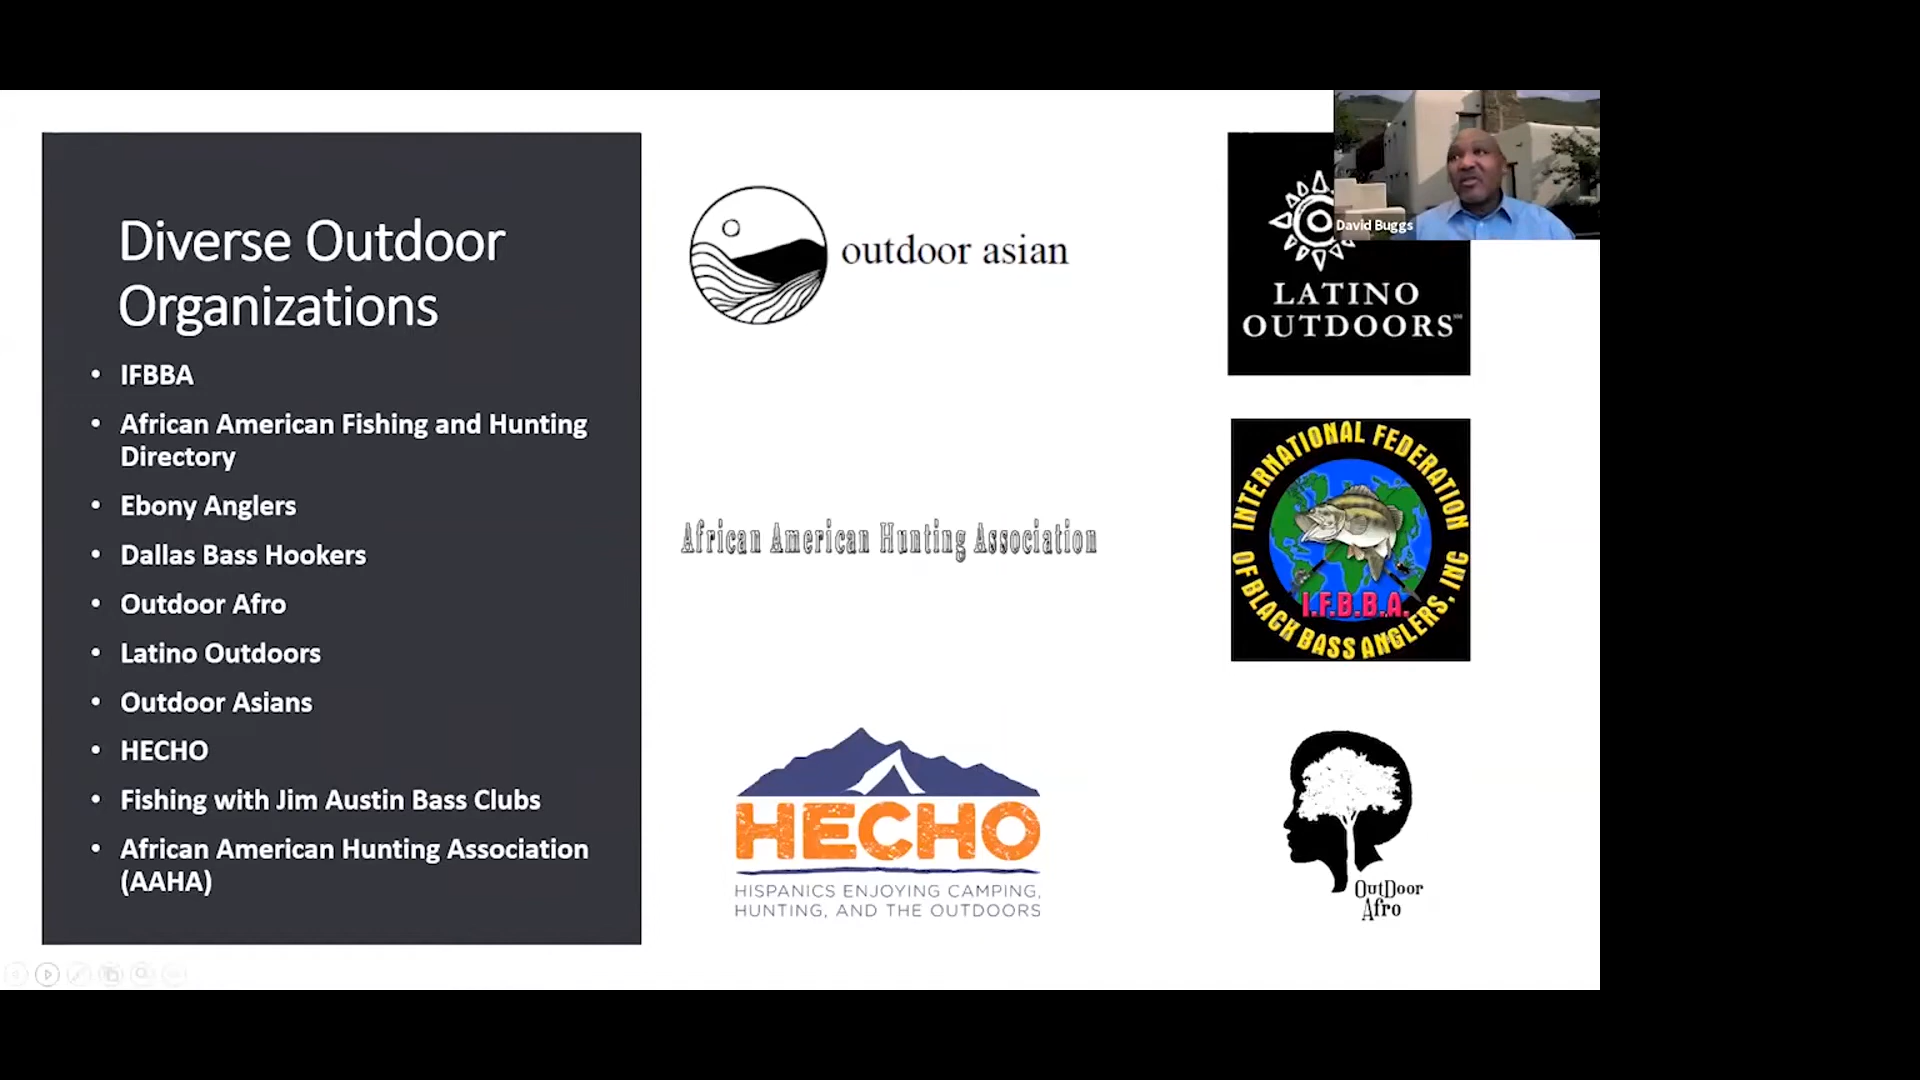 Diverse Outdoor
Organizations
• IFBBA
• African American Fishing and Hunting
Directory
• Ebony Anglers
• Dallas Bass Hookers
• Outdoor Afro
• Latino Outdoors
• Outdoor Asians
• HECHO
• Fishing with Jim Austin Bass Clubs
• African American Hunting Association
(AAHA)
outdoor asian
LATINO
OUTDOORS℠
David Buggs
African American Hunting Association
INTERNATIONAL FEDERATION
OF BLACK BASS ANGLERS, INC
I.F.B.B.A.
HECHO
HISPANICS ENJOYING CAMPING,
HUNTING, AND THE OUTDOORS
OutDoor
Afro